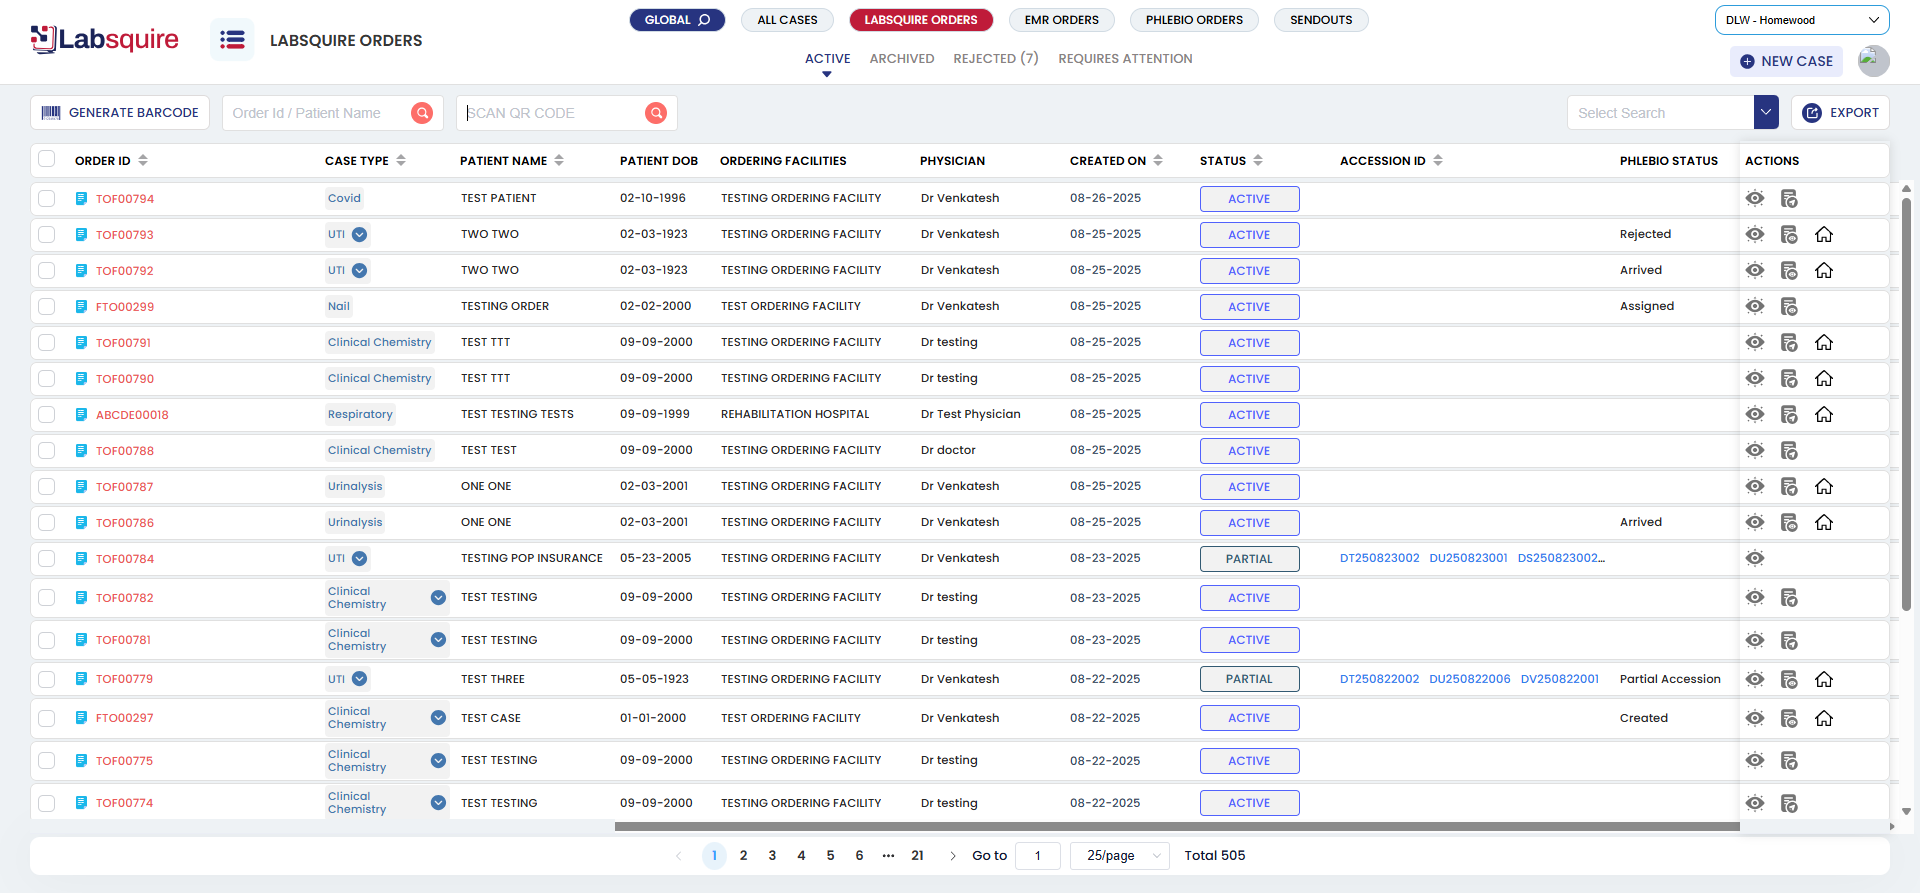 Labsquire
LABSQUIRE ORDERS
GLOBAL ALL CASES LABSQUIRE ORDERS EMR ORDERS PHLEBIO ORDERS SENDOUTS
ACTIVE ARCHIVED REJECTED (7) REQUIRES ATTENTION
DLW - Homewood
NEW CASE
GENERATE BARCODE Order Id / Patient Name SCAN QR CODE Select Search EXPORT
ORDER ID CASE TYPE PATIENT NAME PATIENT DOB ORDERING FACILITIES PHYSICIAN CREATED ON STATUS ACCESSION ID PHLEBIO STATUS ACTIONS
TOF00794 Covid TEST PATIENT 02-10-1996 TESTING ORDERING FACILITY Dr Venkatesh 08-26-2025 ACTIVE
TOF00793 UTI TWO TWO 02-03-1923 TESTING ORDERING FACILITY Dr Venkatesh 08-25-2025 ACTIVE Rejected
TOF00792 UTI TWO TWO 02-03-1923 TESTING ORDERING FACILITY Dr Venkatesh 08-25-2025 ACTIVE Arrived
FTO00299 Nail TESTING ORDER 02-02-2000 TEST ORDERING FACILITY Dr Venkatesh 08-25-2025 ACTIVE Assigned
TOF00791 Clinical Chemistry TEST TTT 09-09-2000 TESTING ORDERING FACILITY Dr testing 08-25-2025 ACTIVE
TOF00790 Clinical Chemistry TEST TTT 09-09-2000 TESTING ORDERING FACILITY Dr testing 08-25-2025 ACTIVE
ABCDE00018 Respiratory TEST TESTING TESTS 09-09-1999 REHABILITATION HOSPITAL Dr Test Physician 08-25-2025 ACTIVE
TOF00788 Clinical Chemistry TEST TEST 09-09-2000 TESTING ORDERING FACILITY Dr doctor 08-25-2025 ACTIVE
TOF00787 Urinalysis ONE ONE 02-03-2001 TESTING ORDERING FACILITY Dr Venkatesh 08-25-2025 ACTIVE
TOF00786 Urinalysis ONE ONE 02-03-2001 TESTING ORDERING FACILITY Dr Venkatesh 08-25-2025 ACTIVE Arrived
TOF00784 UTI TESTING POP INSURANCE 05-23-2005 TESTING ORDERING FACILITY Dr Venkatesh 08-23-2025 PARTIAL DT250823002 DU250823001 DS250823002...
TOF00782 Clinical Chemistry TEST TESTING 09-09-2000 TESTING ORDERING FACILITY Dr testing 08-23-2025 ACTIVE
TOF00781 Clinical Chemistry TEST TESTING 09-09-2000 TESTING ORDERING FACILITY Dr testing 08-23-2025 ACTIVE
TOF00779 UTI TEST THREE 05-05-1923 TESTING ORDERING FACILITY Dr Venkatesh 08-22-2025 PARTIAL DT250822002 DU250822006 DV250822001 Partial Accession
FTO00297 Clinical Chemistry TEST CASE 01-01-2000 TEST ORDERING FACILITY Dr Venkatesh 08-22-2025 ACTIVE Created
TOF00775 Clinical Chemistry TEST TESTING 09-09-2000 TESTING ORDERING FACILITY Dr testing 08-22-2025 ACTIVE
TOF00774 Clinical Chemistry TEST TESTING 09-09-2000 TESTING ORDERING FACILITY Dr testing 08-22-2025 ACTIVE
1 2 3 4 5 6 ••• 21 Go to 1 25/page Total 505